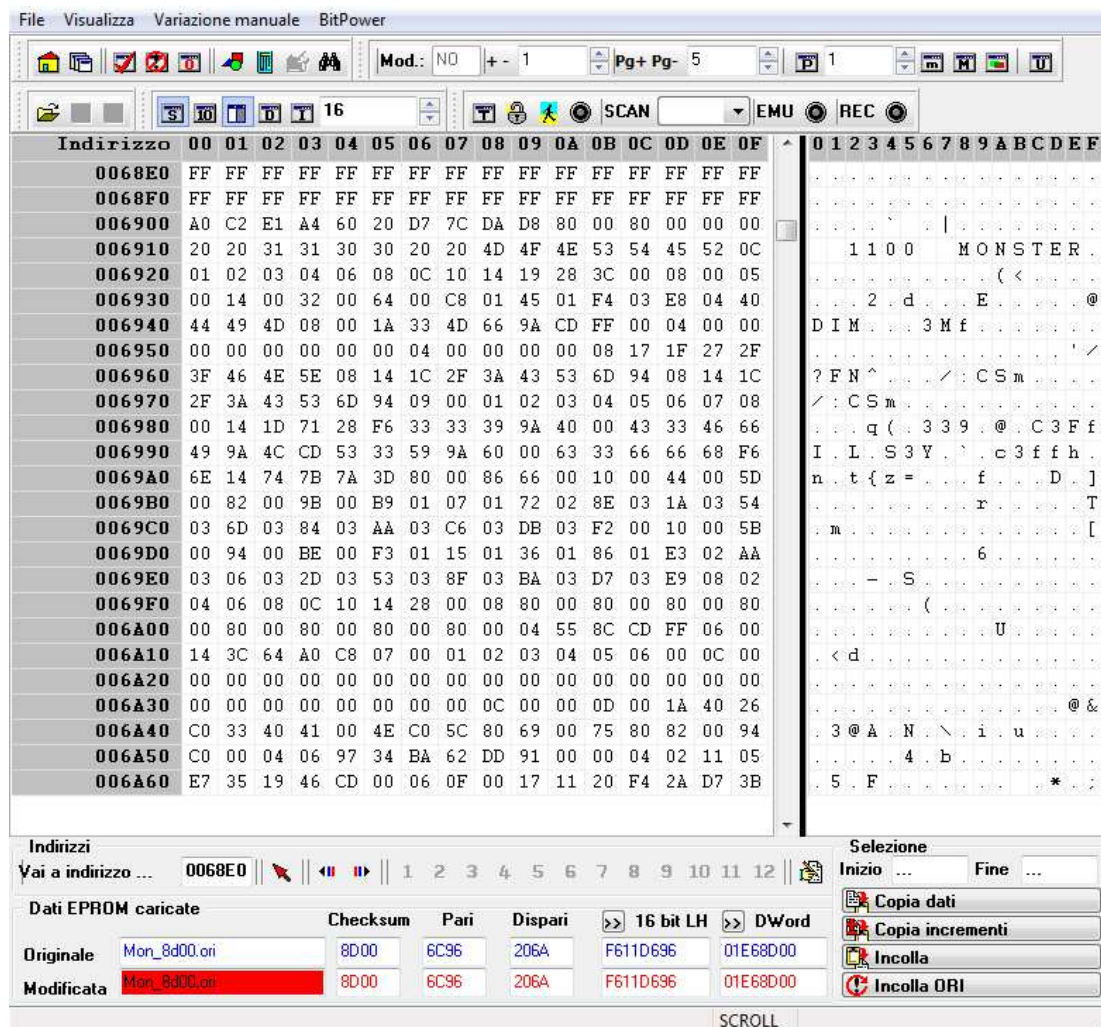 File Visualizza Variazione manuale BitPower
Mod.: NO + - 1 Pg+ Pg- 5 P 1 m M U
S 10 D I 16 T SCAN EMU REC
Indirizzo 00 01 02 03 04 05 06 07 08 09 0A 0B 0C 0D 0E 0F 0 1 2 3 4 5 6 7 8 9 A B C D E F
0068E0 FF FF FF FF FF FF FF FF FF FF FF FF FF FF FF FF . . . . . . . . . . . . . . . .
0068F0 FF FF FF FF FF FF FF FF FF FF FF FF FF FF FF FF . . . . . . . . . . . . . . . .
006900 A0 C2 E1 A4 60 20 D7 7C DA D8 80 00 80 00 00 00 . . . . ` . | . . . . . . . .
006910 20 20 31 31 30 30 20 20 4D 4F 4E 53 54 45 52 0C 1 1 0 0 M O N S T E R .
006920 01 02 03 04 06 08 0C 10 14 19 28 3C 00 08 00 05 . . . . . . . . . . ( < . . . .
006930 00 14 00 32 00 64 00 C8 01 45 01 F4 03 E8 04 40 . . . 2 . d . . . E . . . . . @
006940 44 49 4D 08 00 1A 33 4D 66 9A CD FF 00 04 00 00 D I M . . . 3 M f . . . . . . .
006950 00 00 00 00 00 00 04 00 00 00 00 08 17 1F 27 2F . . . . . . . . . . . . . . ' /
006960 3F 46 4E 5E 08 14 1C 2F 3A 43 53 6D 94 08 14 1C ? F N ^ . . . / : C S m . . . .
006970 2F 3A 43 53 6D 94 09 00 01 02 03 04 05 06 07 08 / : C S m . . . . . . . . . . .
006980 00 14 1D 71 28 F6 33 33 39 9A 40 00 43 33 46 66 . . . q ( . 3 3 9 . @ . C 3 F f
006990 49 9A 4C CD 53 33 59 9A 60 00 63 33 66 66 68 F6 I . L . S 3 Y . ` . c 3 f f h .
0069A0 6E 14 74 7B 7A 3D 80 00 86 66 00 10 00 44 00 5D n . t { z = . . . f . . . D . ]
0069B0 00 82 00 9B 00 B9 01 07 01 72 02 8E 03 1A 03 54 . . . . . . . . . r . . . . . T
0069C0 03 6D 03 84 03 AA 03 C6 03 DB 03 F2 00 10 00 5B . m . . . . . . . . . . . . . [
0069D0 00 94 00 BE 00 F3 01 15 01 36 01 86 01 E3 02 AA . . . . . . . . . 6 . . . . . .
0069E0 03 06 03 2D 03 53 03 8F 03 BA 03 D7 03 E9 08 02 . . . - . S . . . . . . . . . .
0069F0 04 06 08 0C 10 14 28 00 08 80 00 80 00 80 00 80 . . . . . . ( . . . . . . . . .
006A00 00 80 00 80 00 80 00 80 00 04 55 8C CD FF 06 00 . . . . . . . . . . U . . . . .
006A10 14 3C 64 A0 C8 07 00 01 02 03 04 05 06 00 0C 00 . < d . . . . . . . . . . . . .
006A20 00 00 00 00 00 00 00 00 00 00 00 00 00 00 00 00 . . . . . . . . . . . . . . . .
006A30 00 00 00 00 00 00 00 00 0C 00 00 0D 00 1A 40 26 . . . . . . . . . . . . . . @ &
006A40 C0 33 40 41 00 4E C0 5C 80 69 00 75 80 82 00 94 . 3 @ A . N . \ . i . u . . . .
006A50 C0 00 04 06 97 34 BA 62 DD 91 00 00 04 02 11 05 . . . . . 4 . b . . . . . . . .
006A60 E7 35 19 46 CD 00 06 0F 00 17 11 20 F4 2A D7 3B . 5 . F . . . . . . . . * . ;
Indirizzi
Vai a indirizzo ... 0068E0 1 2 3 4 5 6 7 8 9 10 11 12
Selezione
Inizio ... Fine ...
Dati EPROM caricate Checksum Pari Dispari >> 16 bit LH >> DWord
Originale Mon_8d00.ori 8D00 6C96 206A F611D696 01E68D00
Modificata Mon_8d00.ori 8D00 6C96 206A F611D696 01E68D00
Copia dati
Copia incrementi
Incolla
Incolla ORI
SCROLL